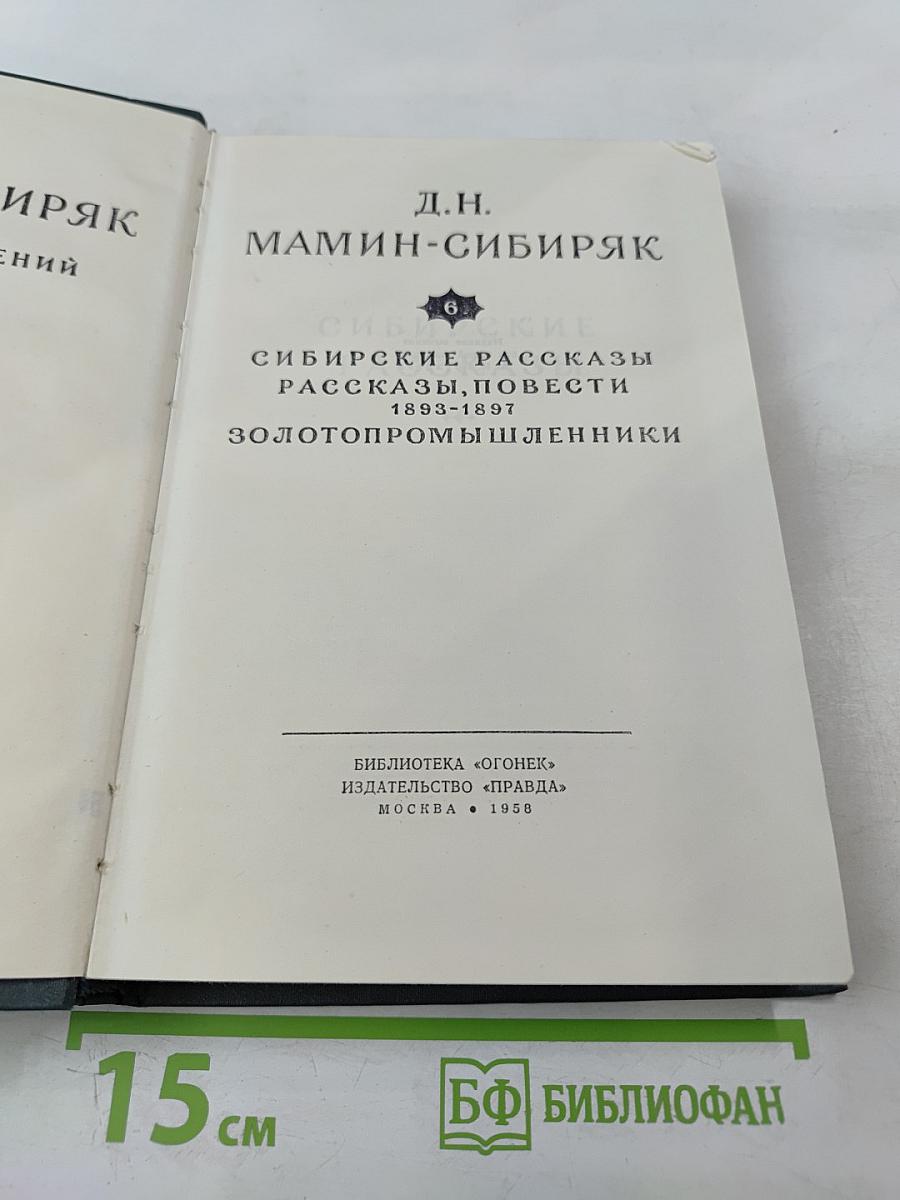 ИРЯК
ЕНИЙ
Д.Н.
МАМИН-СИБИРЯК
6
СИБИРСКИЕ РАССКАЗЫ
РАССКАЗЫ, ПОВЕСТИ
1893-1897
ЗОЛОТОПРОМЫШЛЕННИКИ
БИБЛИОТЕКА «ОГОНЕК»
ИЗДАТЕЛЬСТВО «ПРАВДА»
МОСКВА • 1958
15 см
БФ БИБЛИОФАН